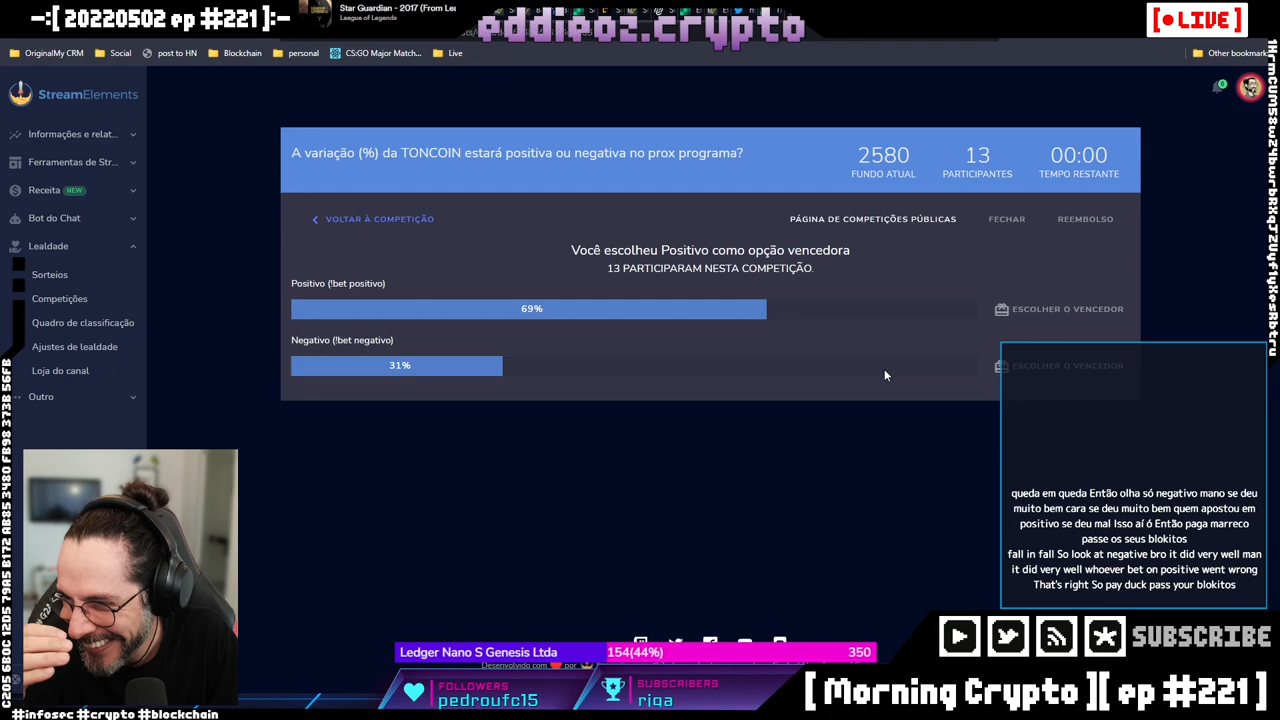 -:[ 20220502 ep #221 ]:-
Star Guardian - 2017 (From Lea
League of Legends
eddieoz.crypto
[•LIVE]
OriginalMy CRM
Social
post to HN
Blockchain
personal
CS:GO Major Match...
Live
Other bookmark
StreamElements
6
Informações e relat...
Ferramentas de Str...
Receita NEW
Bot do Chat
Lealdade
Sorteios
Competições
Quadro de classificação
Ajustes de lealdade
Loja do canal
Outro
A variação (%) da TONCOIN estará positiva ou negativa no prox programa?
2580
FUNDO ATUAL
13
PARTICIPANTES
00:00
TEMPO RESTANTE
VOLTAR À COMPETIÇÃO
PÁGINA DE COMPETIÇÕES PÚBLICAS
FECHAR
REEMBOLSO
Você escolheu Positivo como opção vencedora
13 PARTICIPARAM NESTA COMPETIÇÃO.
Positivo (!bet positivo)
69%
ESCOLHER O VENCEDOR
Negativo (!bet negativo)
31%
ESCOLHER O VENCEDOR
queda em queda Então olha só negativo mano se deu
muito bem cara se deu muito bem quem apostou em
positivo se deu mal Isso aí ó Então paga marreco
passe os seus blokitos
fall in fall So look at negative bro it did very well man
it did very well whoever bet on positive went wrong
That's right So pay duck pass your blokitos
Ledger Nano S Genesis Ltda
154(44%)
350
Desenvolvido com
por
FOLLOWERS
pedroufc15
SUBSCRIBERS
riga
SUBSCRIBE
[ Morning Crypto ][ ep #221 ]
#infosec #crypto #blockchain